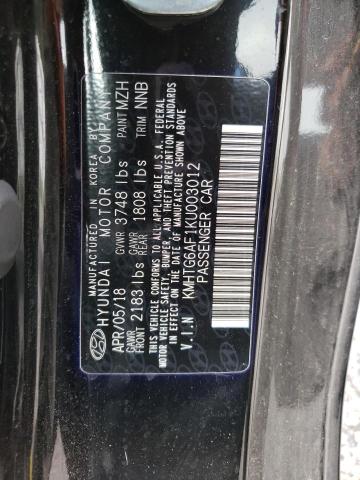 MANUFACTURED IN KOREA BY
HYUNDAI MOTOR COMPANY
APR/05/18 GVWR 3748 lbs PAINT MZH
GAWR FRONT 2183 lbs GAWR REAR 1808 lbs TRIM NNB
THIS VEHICLE CONFORMS TO ALL APPLICABLE U.S.A. FEDERAL
MOTOR VEHICLE SAFETY, BUMPER, AND THEFT PREVENTION STANDARDS
IN EFFECT ON THE DATE OF MANUFACTURE SHOWN ABOVE
V.I.N KMHTG6AF1KU003012
PASSENGER CAR